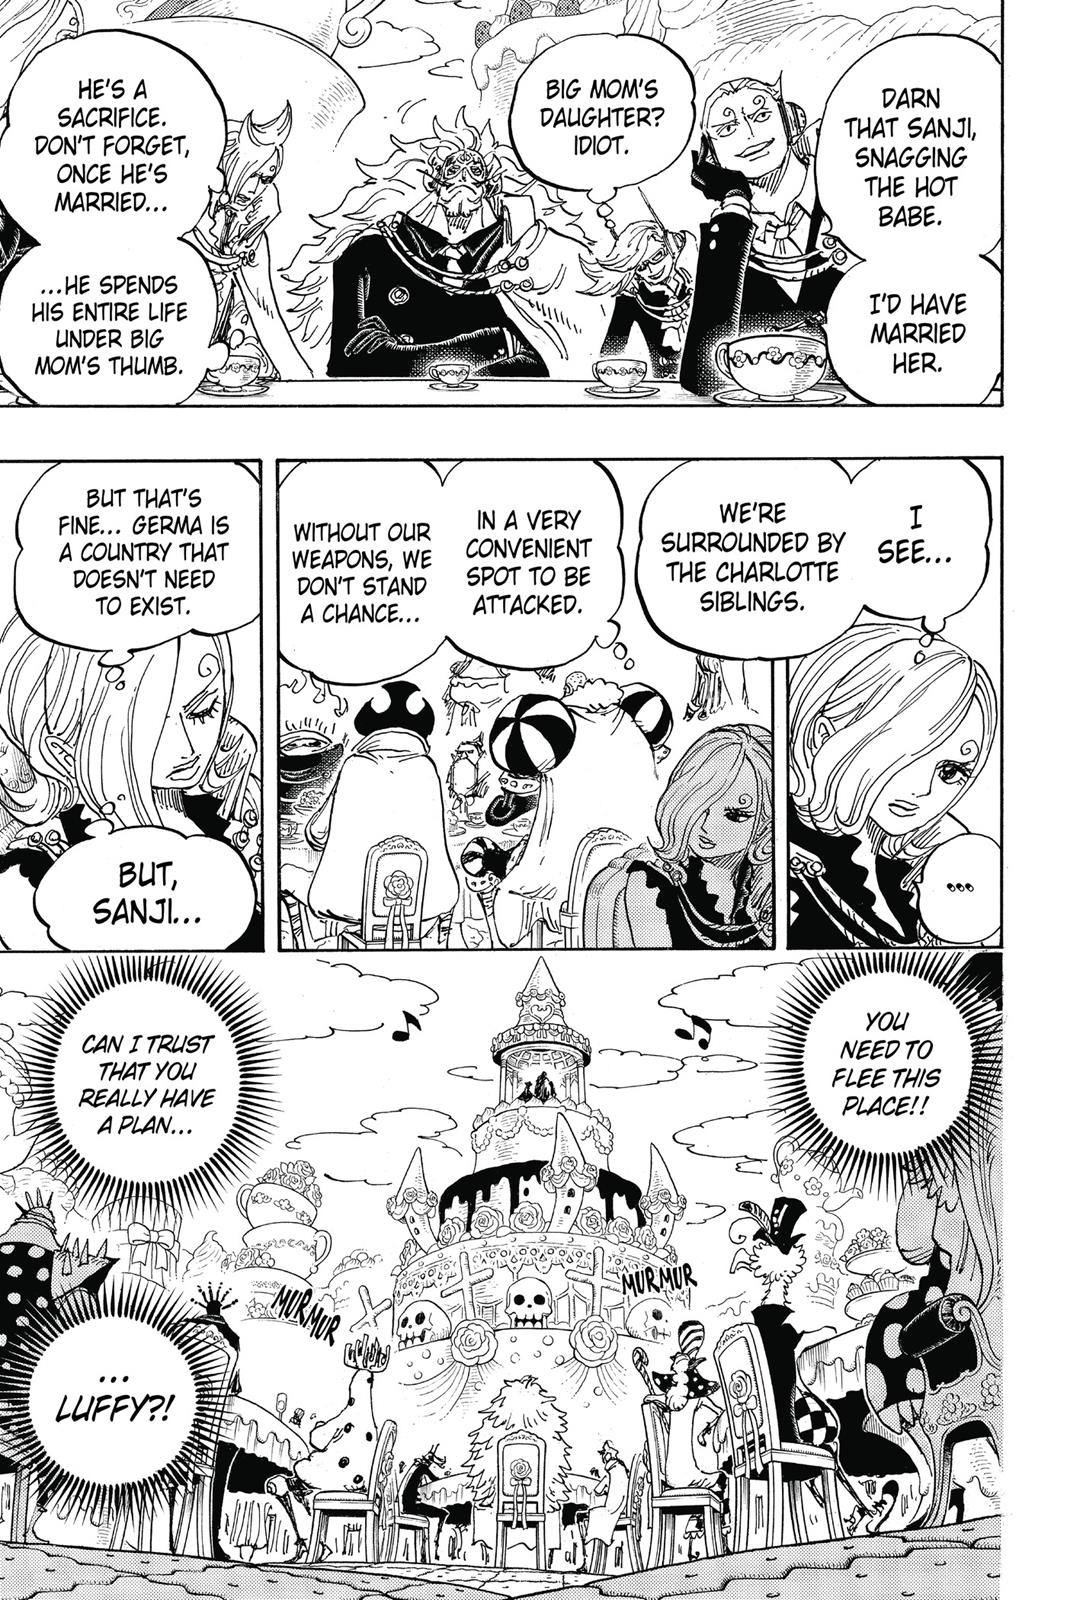 DARN
THAT SANJI,
SNAGGING
THE HOT
BABE.
I'D HAVE
MARRIED
HER.
BIG MOM'S
DAUGHTER?
IDIOT.
HE'S A
SACRIFICE.
DON'T FORGET,
ONCE HE'S
MARRIED...
...HE SPENDS
HIS ENTIRE LIFE
UNDER BIG
MOM'S THUMB.
I
SEE...
WE'RE
SURROUNDED BY
THE CHARLOTTE
SIBLINGS.
...
IN A VERY
CONVENIENT
SPOT TO BE
ATTACKED.
WITHOUT OUR
WEAPONS, WE
DON'T STAND
A CHANCE...
BUT THAT'S
FINE... GERMA IS
A COUNTRY THAT
DOESN'T NEED
TO EXIST.
BUT,
SANJI...
YOU
NEED TO
FLEE THIS
PLACE!!
CAN I TRUST
THAT YOU
REALLY HAVE
A PLAN...
MURMUR
MURMUR
...
LUFFY?!